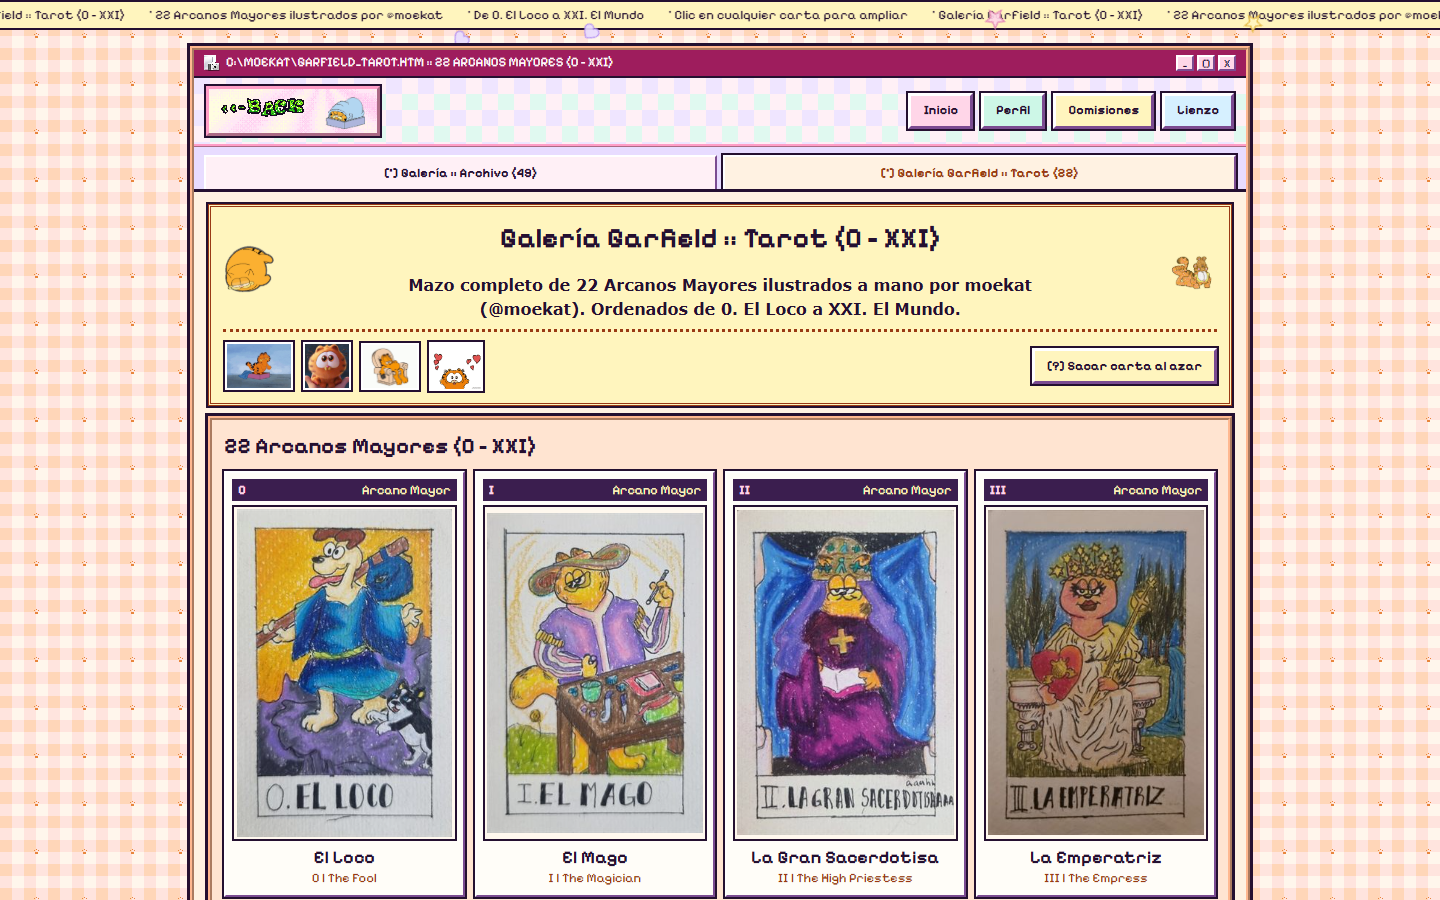 ield :: Tarot (0 - XXI) * 22 Arcanos Mayores ilustrados por @moekat * De 0. El Loco a XXI. El Mundo * Clic en cualquier carta para ampliar * Galería Garfield :: Tarot (0 - XXI) * 22 Arcanos Mayores ilustrados por @moe
C:\MOEKAT\GARFIELD_TAROT.HTM :: 22 ARCANOS MAYORES (0 - XXI)
_ O X
<<-BACK
Inicio
Perfil
Comisiones
Lienzo
(*) Galería :: Archivo (49)
(*) Galería Garfield :: Tarot (22)
Galería Garfield :: Tarot (0 - XXI)
Mazo completo de 22 Arcanos Mayores ilustrados a mano por moekat
(@moekat). Ordenados de 0. El Loco a XXI. El Mundo.
(?) Sacar carta al azar
22 Arcanos Mayores (0 - XXI)
0 Arcano Mayor
I Arcano Mayor
II Arcano Mayor
III Arcano Mayor
0. EL LOCO
I. EL MAGO
II. LA GRAN SACERDOTISA
III. LA EMPERATRIZ
El Loco
0 | The Fool
El Mago
I | The Magician
La Gran Sacerdotisa
II | The High Priestess
La Emperatriz
III | The Empress